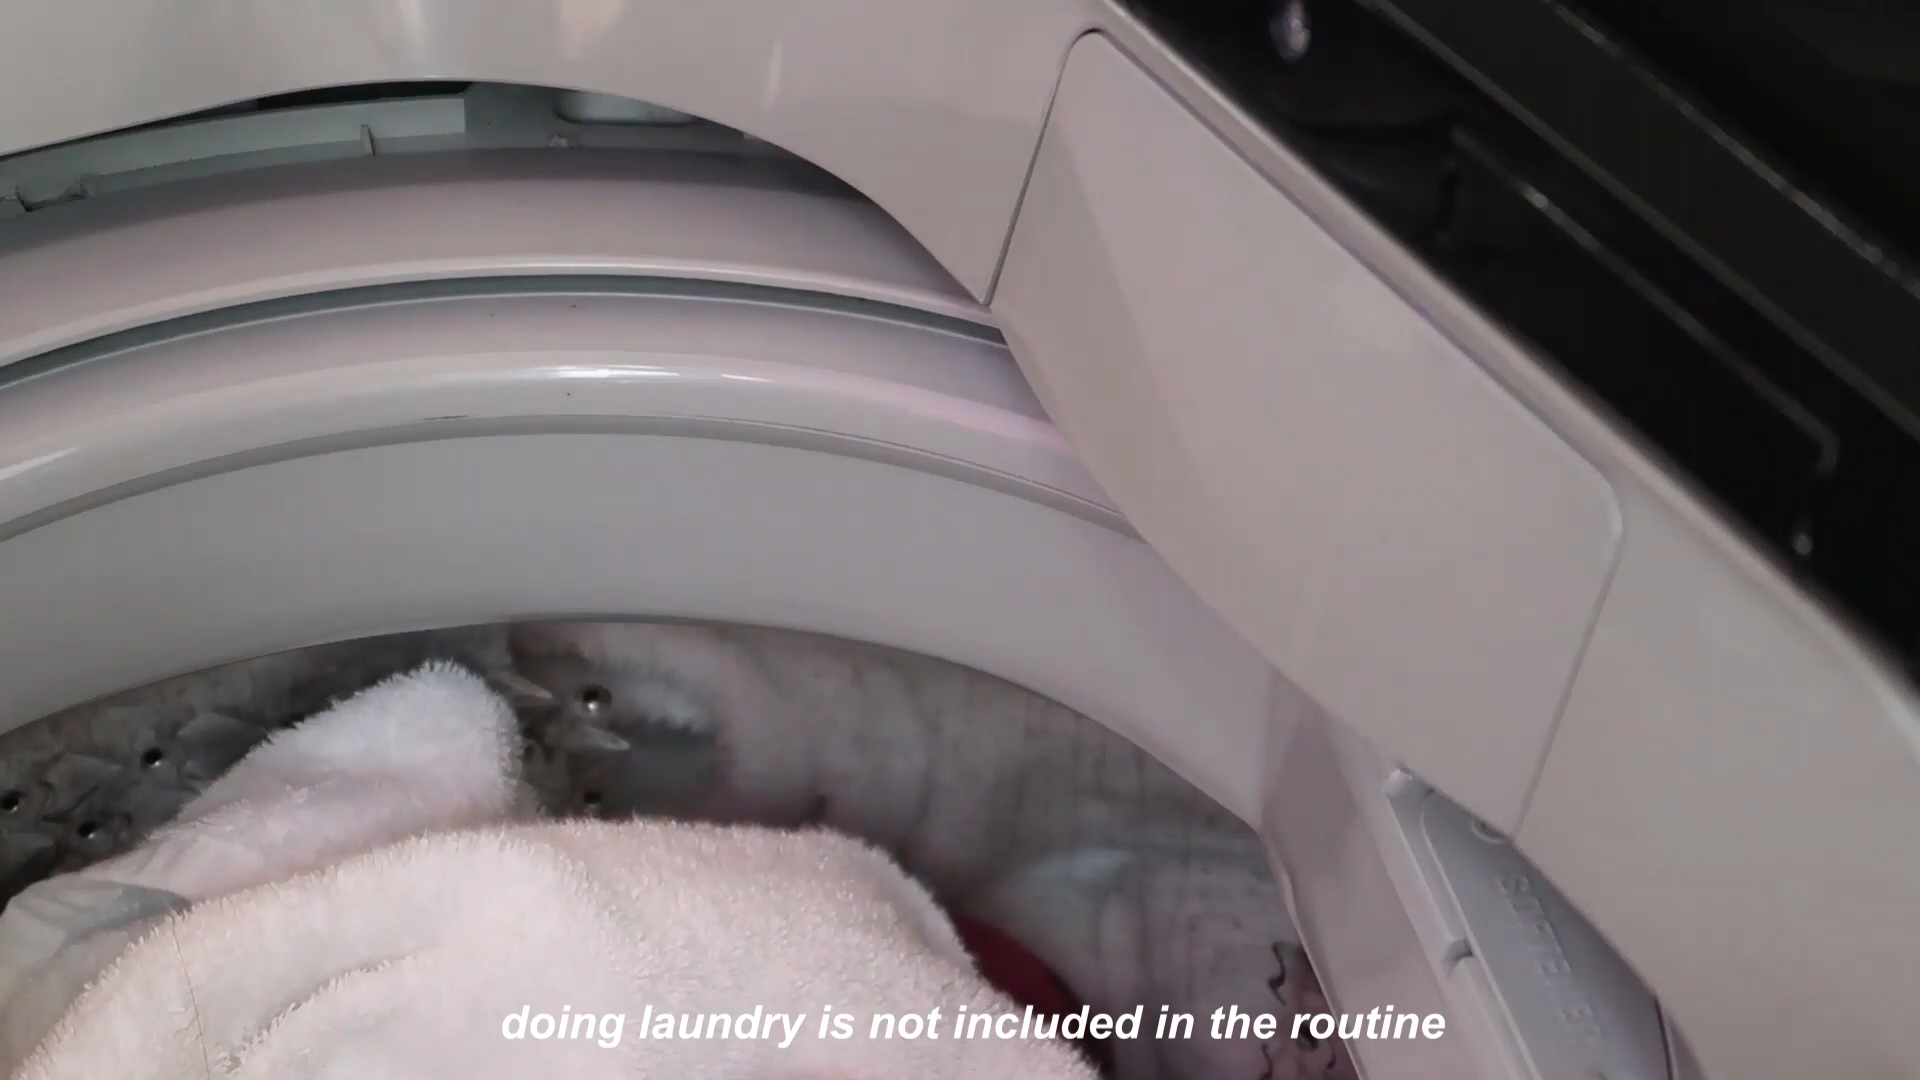 doing laundry is not included in the routine